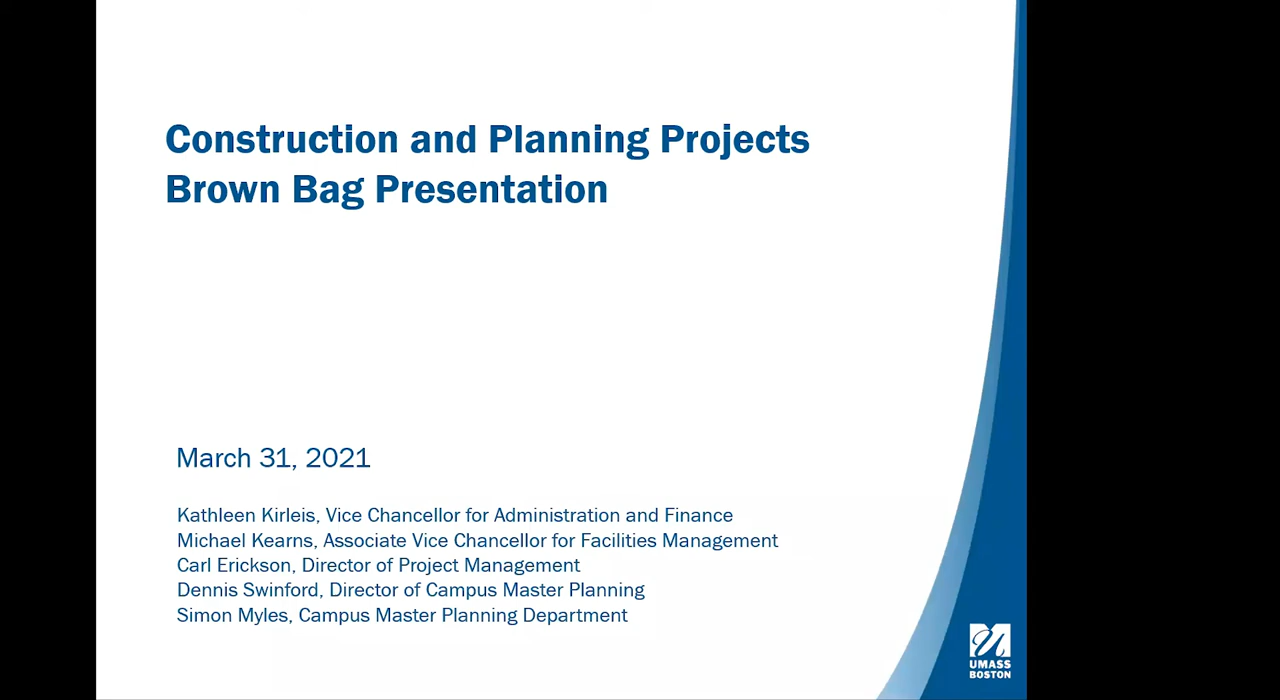 Construction and Planning Projects
Brown Bag Presentation
March 31, 2021
Kathleen Kirleis, Vice Chancellor for Administration and Finance
Michael Kearns, Associate Vice Chancellor for Facilities Management
Carl Erickson, Director of Project Management
Dennis Swinford, Director of Campus Master Planning
Simon Myles, Campus Master Planning Department
UMASS
BOSTON